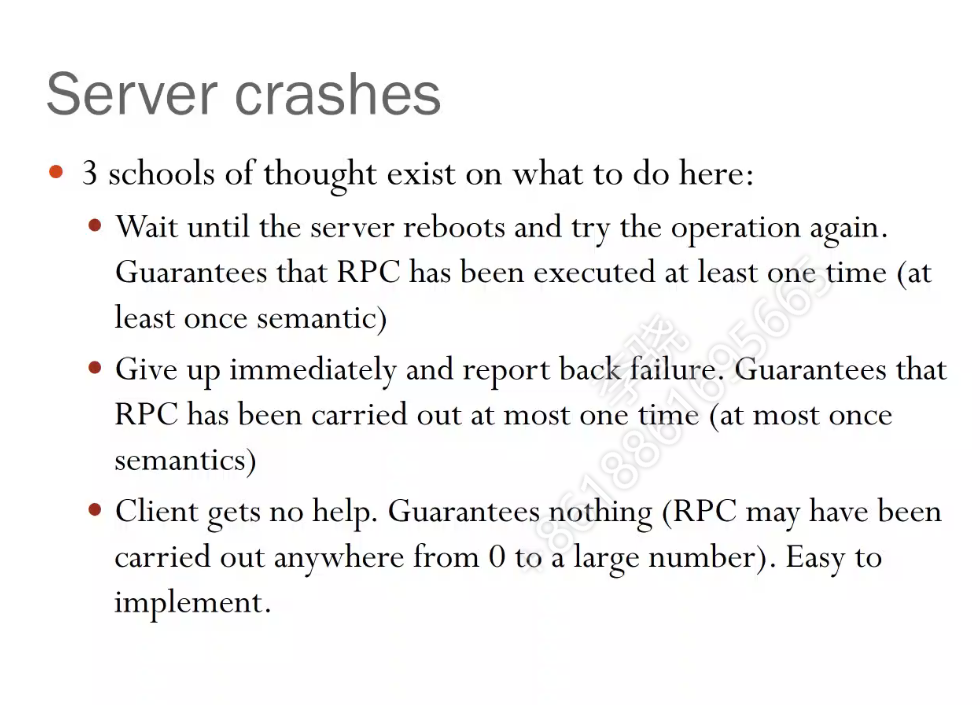 Server crashes
3 schools of thought exist on what to do here:
Wait until the server reboots and try the operation again.
Guarantees that RPC has been executed at least one time (at
least once semantic)
Give up immediately and report back failure. Guarantees that
RPC has been carried out at most one time (at most once
semantics)
Client gets no help. Guarantees nothing (RPC may have been
carried out anywhere from 0 to a large number). Easy to
implement.